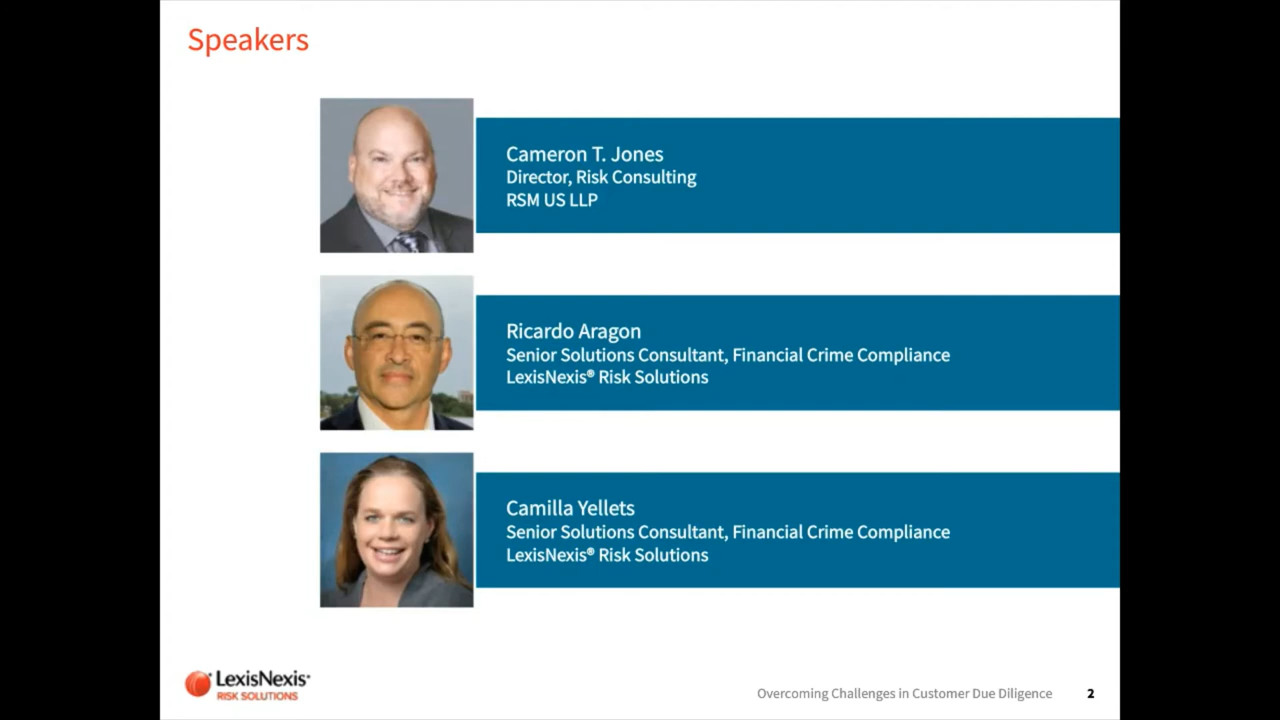 Speakers
Cameron T. Jones
Director, Risk Consulting
RSM US LLP
Ricardo Aragon
Senior Solutions Consultant, Financial Crime Compliance
LexisNexis® Risk Solutions
Camilla Yellets
Senior Solutions Consultant, Financial Crime Compliance
LexisNexis® Risk Solutions
LexisNexis®
RISK SOLUTIONS
Overcoming Challenges in Customer Due Diligence 2